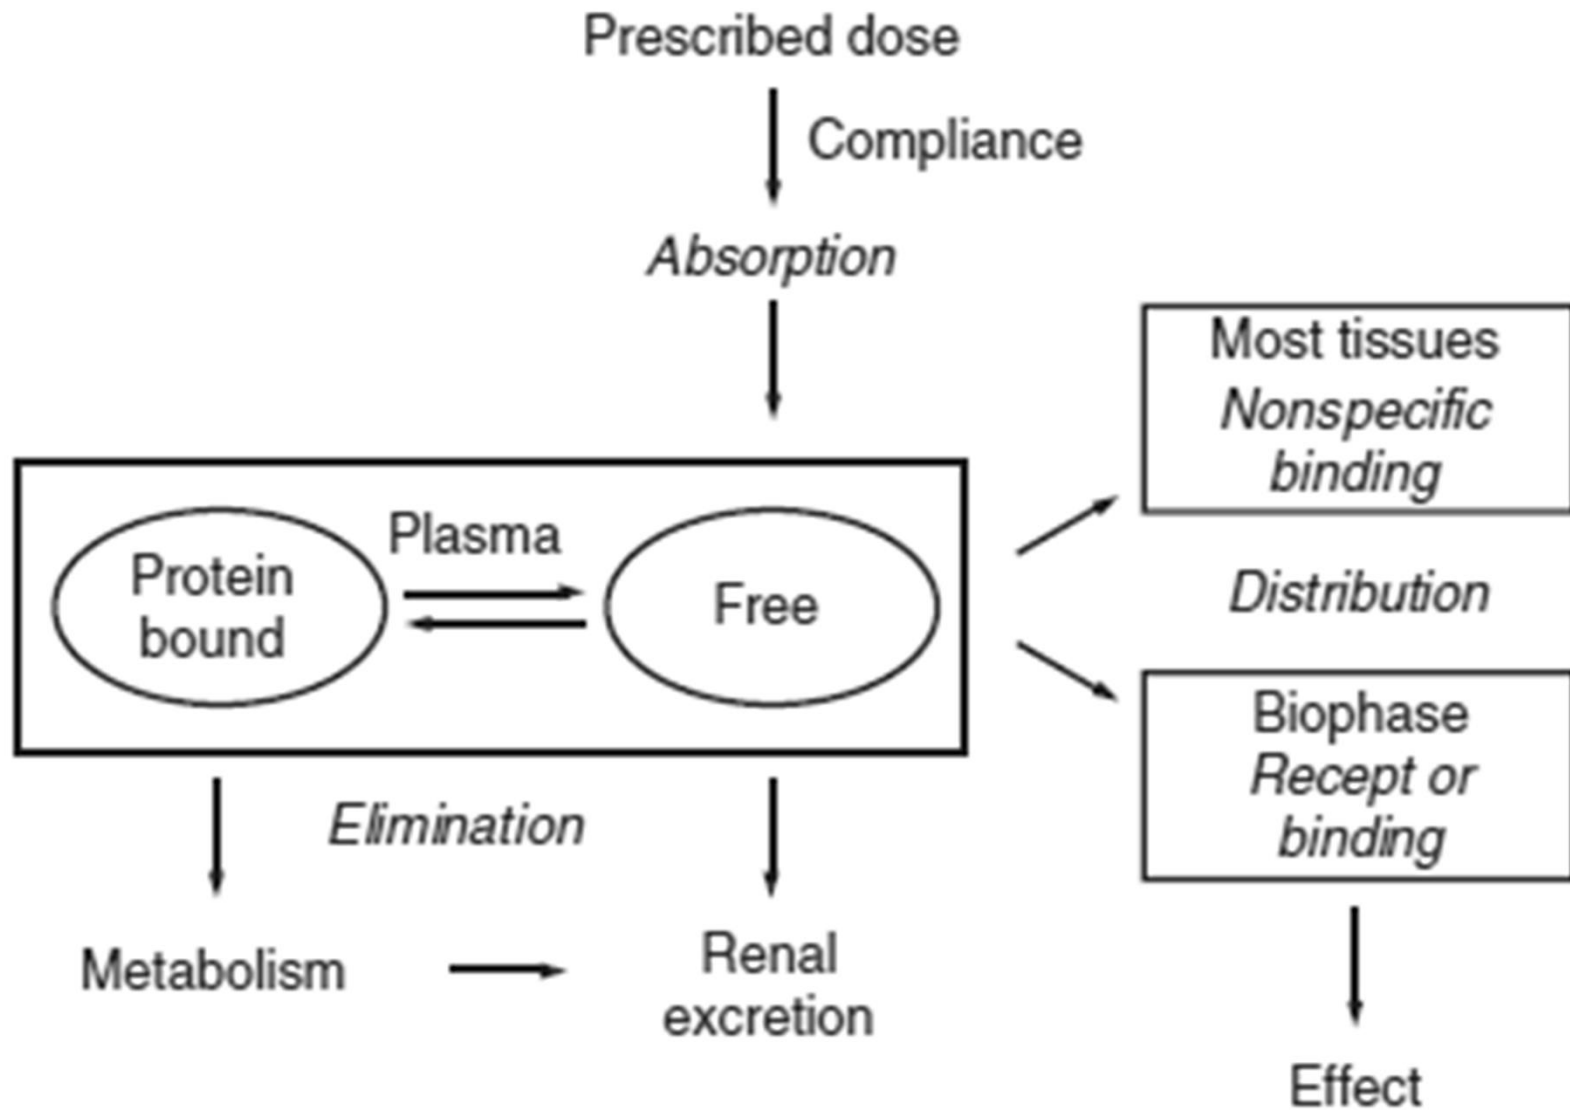 Prescribed dose
Compliance
Absorption
Most tissues
Nonspecific
binding
Plasma
Protein
bound
Free
Distribution
Biophase
Recept or
binding
Elimination
Metabolism
Renal
excretion
Effect